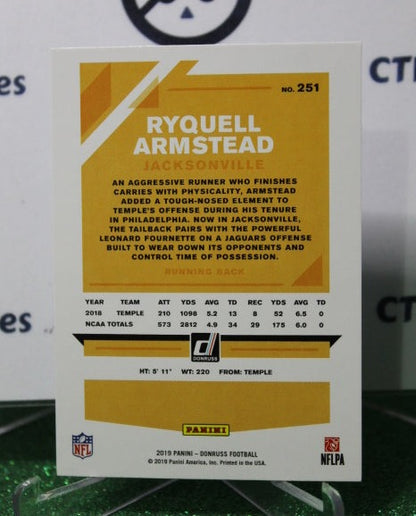 NO. 251
RYQUELL
ARMSTEAD
JACKSONVILLE
AN AGGRESSIVE RUNNER WHO FINISHES
CARRIES WITH PHYSICALITY, ARMSTEAD
ADDED A TOUGH-NOSED ELEMENT TO
TEMPLE'S OFFENSE DURING HIS TENURE
IN PHILADELPHIA. NOW IN JACKSONVILLE,
THE TAILBACK PAIRS WITH THE POWERFUL
LEONARD FOURNETTE ON A JAGUARS OFFENSE
BUILT TO WEAR DOWN ITS OPPONENTS AND
CONTROL TIME OF POSSESSION.
RUNNING BACK
YEAR TEAM ATT YDS AVG TD REC YDS AVG TD
2018 TEMPLE 210 1098 5.2 13 8 52 6.5 0
NCAA TOTALS 573 2812 4.9 34 29 175 6.0 0
DONRUSS
HT: 5' 11" WT: 220 FROM: TEMPLE
PANINI
2019 PANINI – DONRUSS FOOTBALL
© 2019 Panini America, Inc. Printed in the USA.
NFL
NFLPA